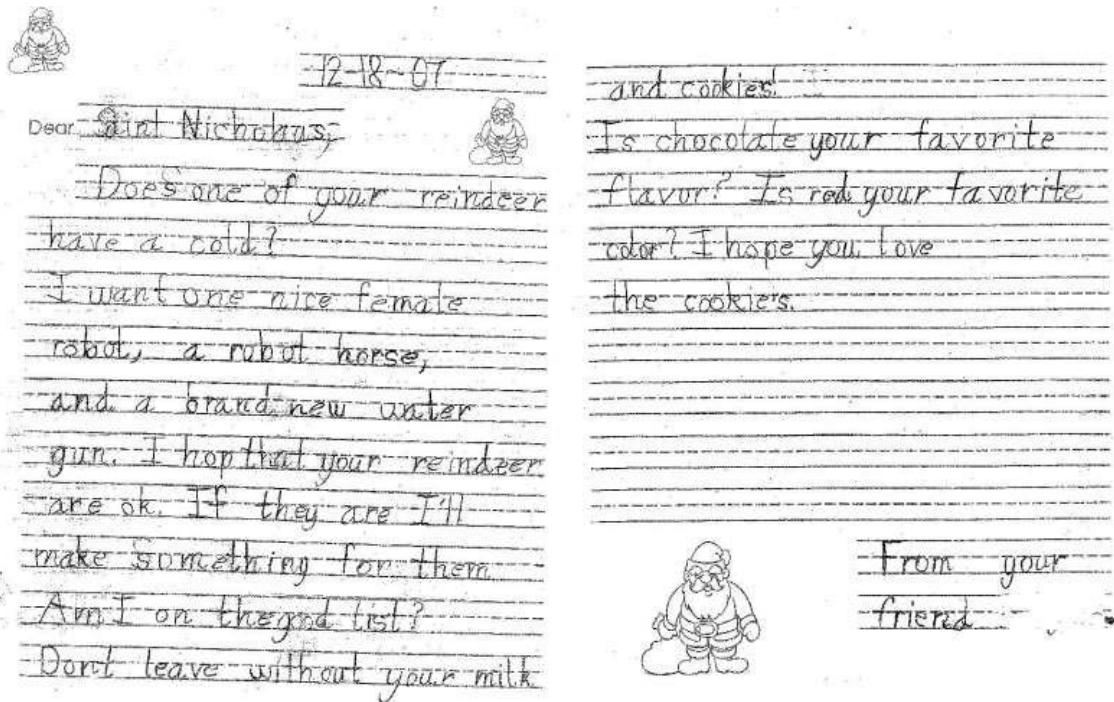 12-18-07
Dear Saint Nicholaus,
Does one of your reindeer
have a cold?
I want one nice female
robot, a robot horse,
and a brand new water
gun. I hop that your reindeer
are ok. If they are I'll
make something for them
Am I on the good list?
Dont leave without your milk
and cookies!
Is chocolate your favorite
flavor? Is red your favorite
color? I hope you love
the cookies.
From your
friend